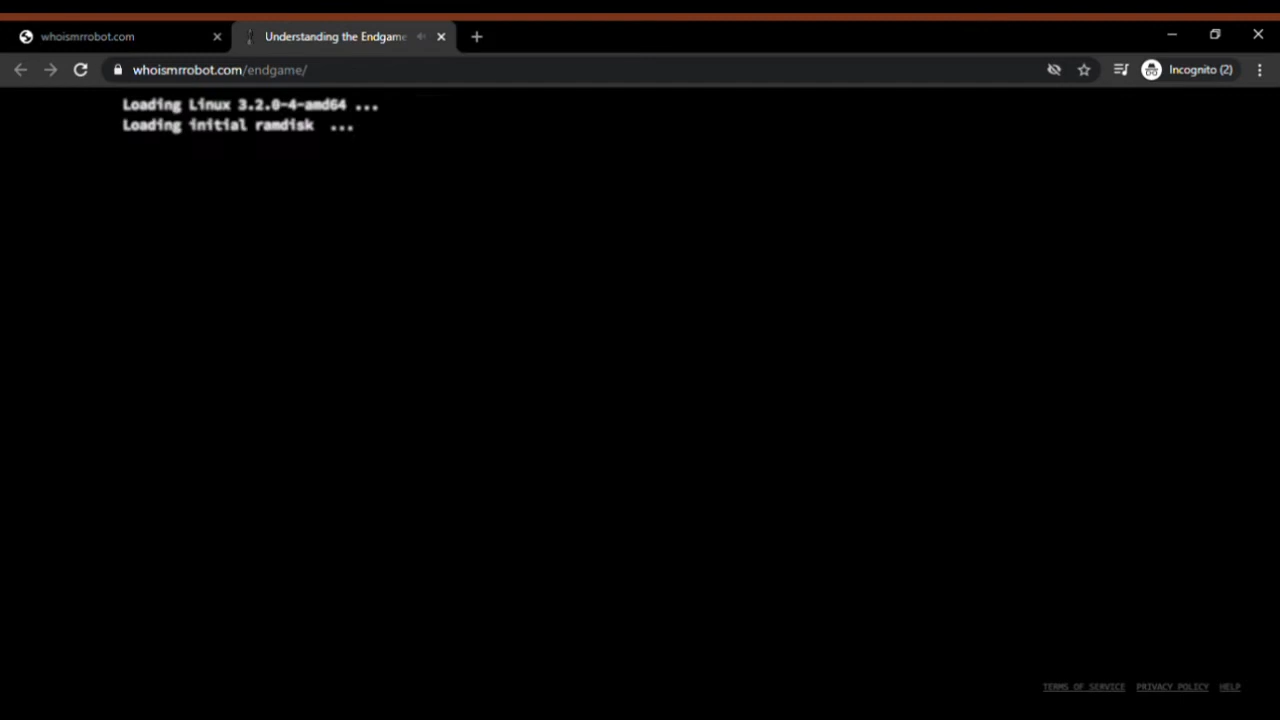 whoismrrobot.com
Understanding the Endgame
whoismrrobot.com/endgame/
Incognito (2)
Loading Linux 3.2.0-4-amd64 ...
Loading initial ramdisk ...
TERMS OF SERVICE PRIVACY POLICY HELP